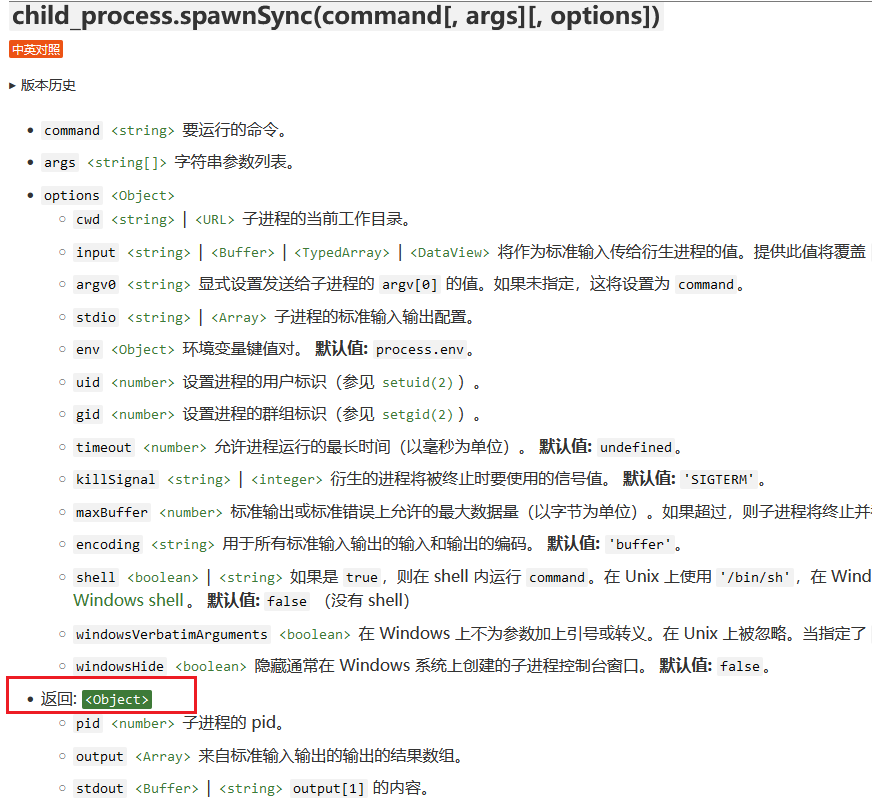 child_process.spawnSync(command[, args][, options])
中英对照
▸ 版本历史
• command <string> 要运行的命令。
• args <string[]> 字符串参数列表。
• options <Object>
◦ cwd <string> | <URL> 子进程的当前工作目录。
◦ input <string> | <Buffer> | <TypedArray> | <DataView> 将作为标准输入传给衍生进程的值。提供此值将覆盖
◦ argv0 <string> 显式设置发送给子进程的 argv[0] 的值。如果未指定，这将设置为 command。
◦ stdio <string> | <Array> 子进程的标准输入输出配置。
◦ env <Object> 环境变量键值对。 默认值: process.env。
◦ uid <number> 设置进程的用户标识（参见 setuid(2)）。
◦ gid <number> 设置进程的群组标识（参见 setgid(2)）。
◦ timeout <number> 允许进程运行的最长时间（以毫秒为单位）。 默认值: undefined。
◦ killSignal <string> | <integer> 衍生的进程将被终止时要使用的信号值。 默认值: 'SIGTERM'。
◦ maxBuffer <number> 标准输出或标准错误上允许的最大数据量（以字节为单位）。如果超过，则子进程将终止并
◦ encoding <string> 用于所有标准输入输出的输入和输出的编码。 默认值: 'buffer'。
◦ shell <boolean> | <string> 如果是 true，则在 shell 内运行 command。在 Unix 上使用 '/bin/sh'，在 Wind
Windows shell。 默认值: false （没有 shell）
◦ windowsVerbatimArguments <boolean> 在 Windows 上不为参数加上引号或转义。在 Unix 上被忽略。当指定了
◦ windowsHide <boolean> 隐藏通常在 Windows 系统上创建的子进程控制台窗口。 默认值: false。
• 返回: <Object>
◦ pid <number> 子进程的 pid。
◦ output <Array> 来自标准输入输出的输出的结果数组。
◦ stdout <Buffer> | <string> output[1] 的内容。